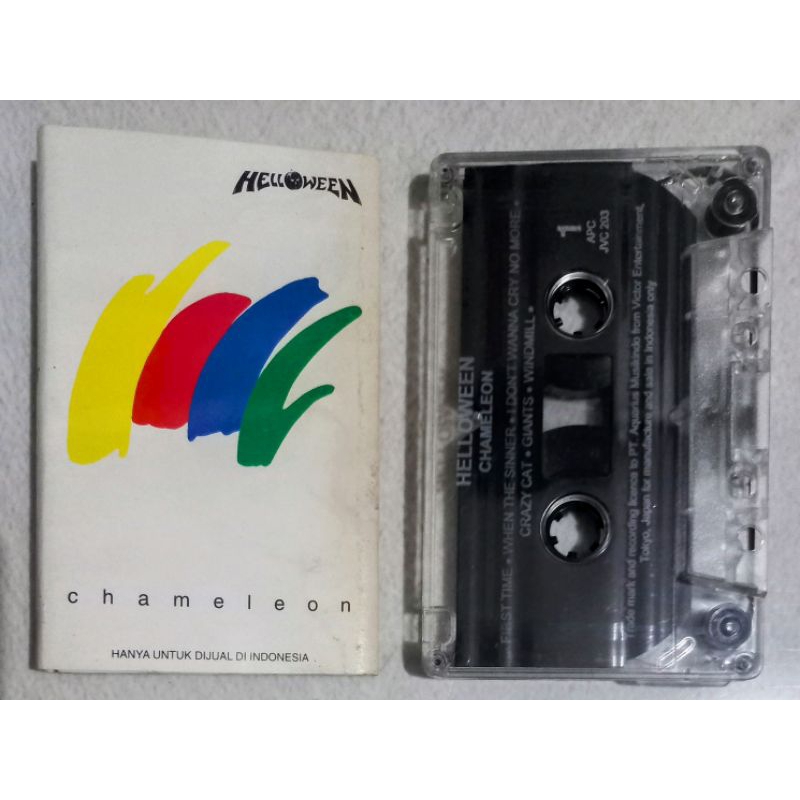 HELLOWEEN
chameleon
HANYA UNTUK DIJUAL DI INDONESIA
1
APC
JVC 203
HELLOWEEN
CHAMELEON
FIRST TIME • WHEN THE SINNER • I DON'T WANNA CRY NO MORE •
CRAZY CAT • GIANTS • WINDMILL •
Trade mark and recording licence to PT. Aquarius Musikindo from Victor Entertainment,
Tokyo, Japan for manufacture and sale in Indonesia only